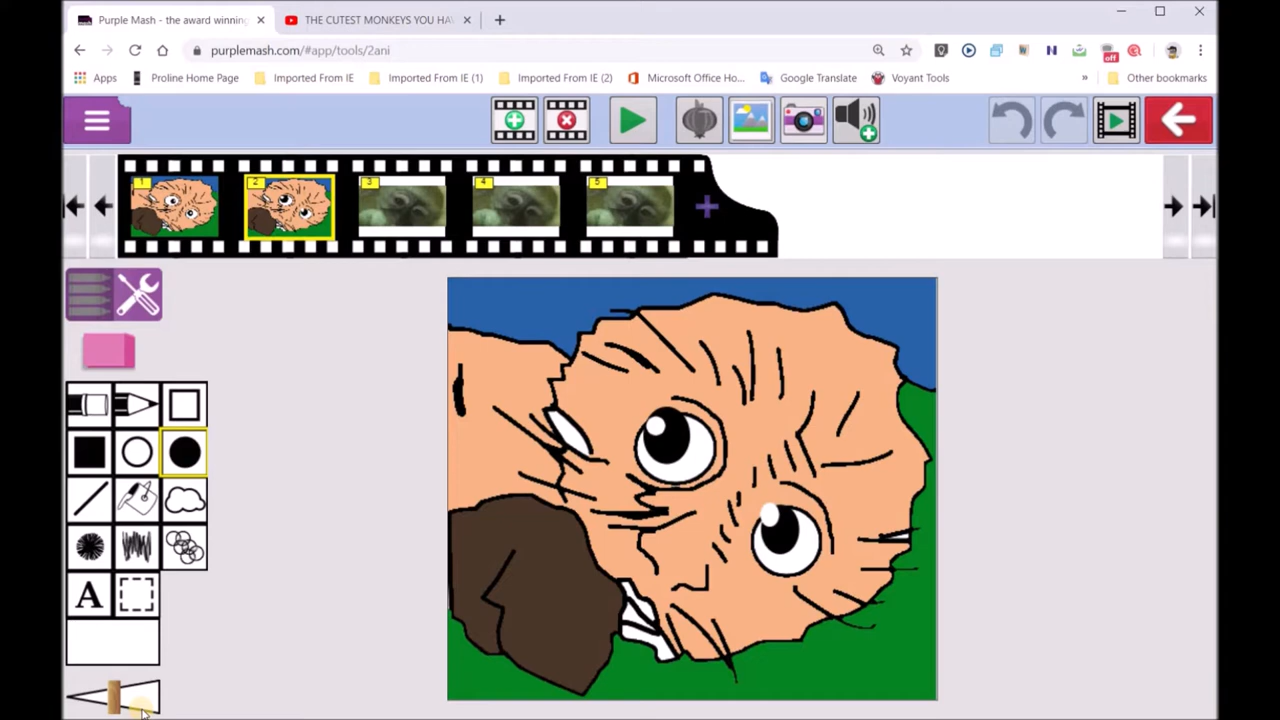 Purple Mash - the award winning
THE CUTEST MONKEYS YOU HAV
purplemash.com/#app/tools/2ani
off
Apps
Proline Home Page
Imported From IE
Imported From IE (1)
Imported From IE (2)
Microsoft Office Ho...
Google Translate
Voyant Tools
»
Other bookmarks
1
2
3
4
5
A